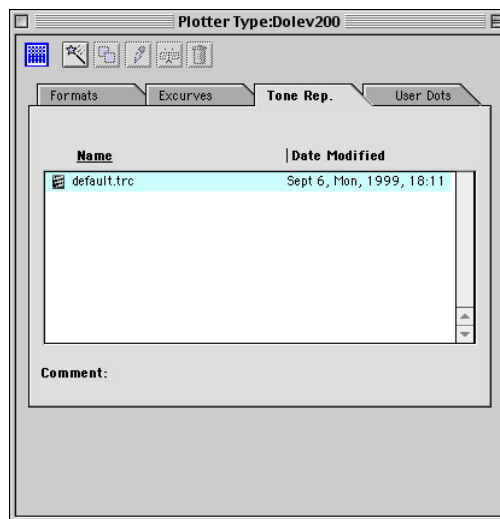 Plotter Type:Dolev200
Formats Excurves Tone Rep. User Dots
Name Date Modified
default.trc Sept 6, Mon, 1999, 18:11
Comment: